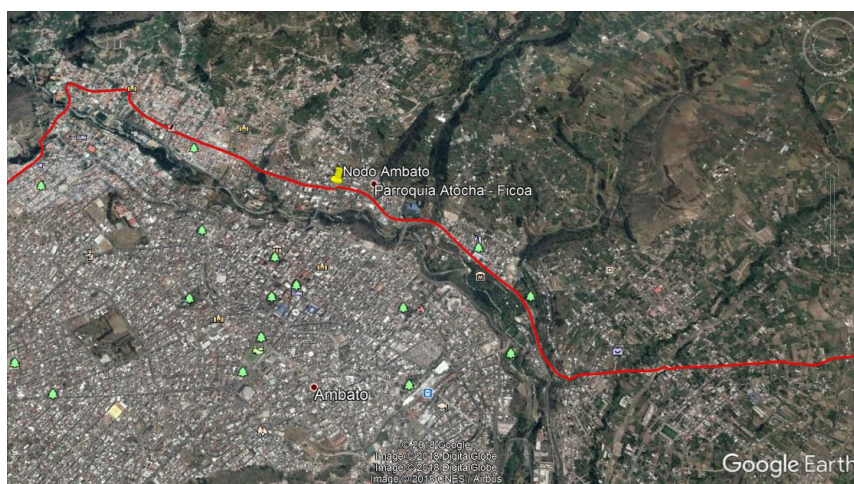 Nodo Ambato
Parroquia Atocha - Ficoa
Ambato
© 2018 Google
Image © 2018 DigitalGlobe
Image © 2018 DigitalGlobe
Image © 2018 CNES / Airbus
Google Earth